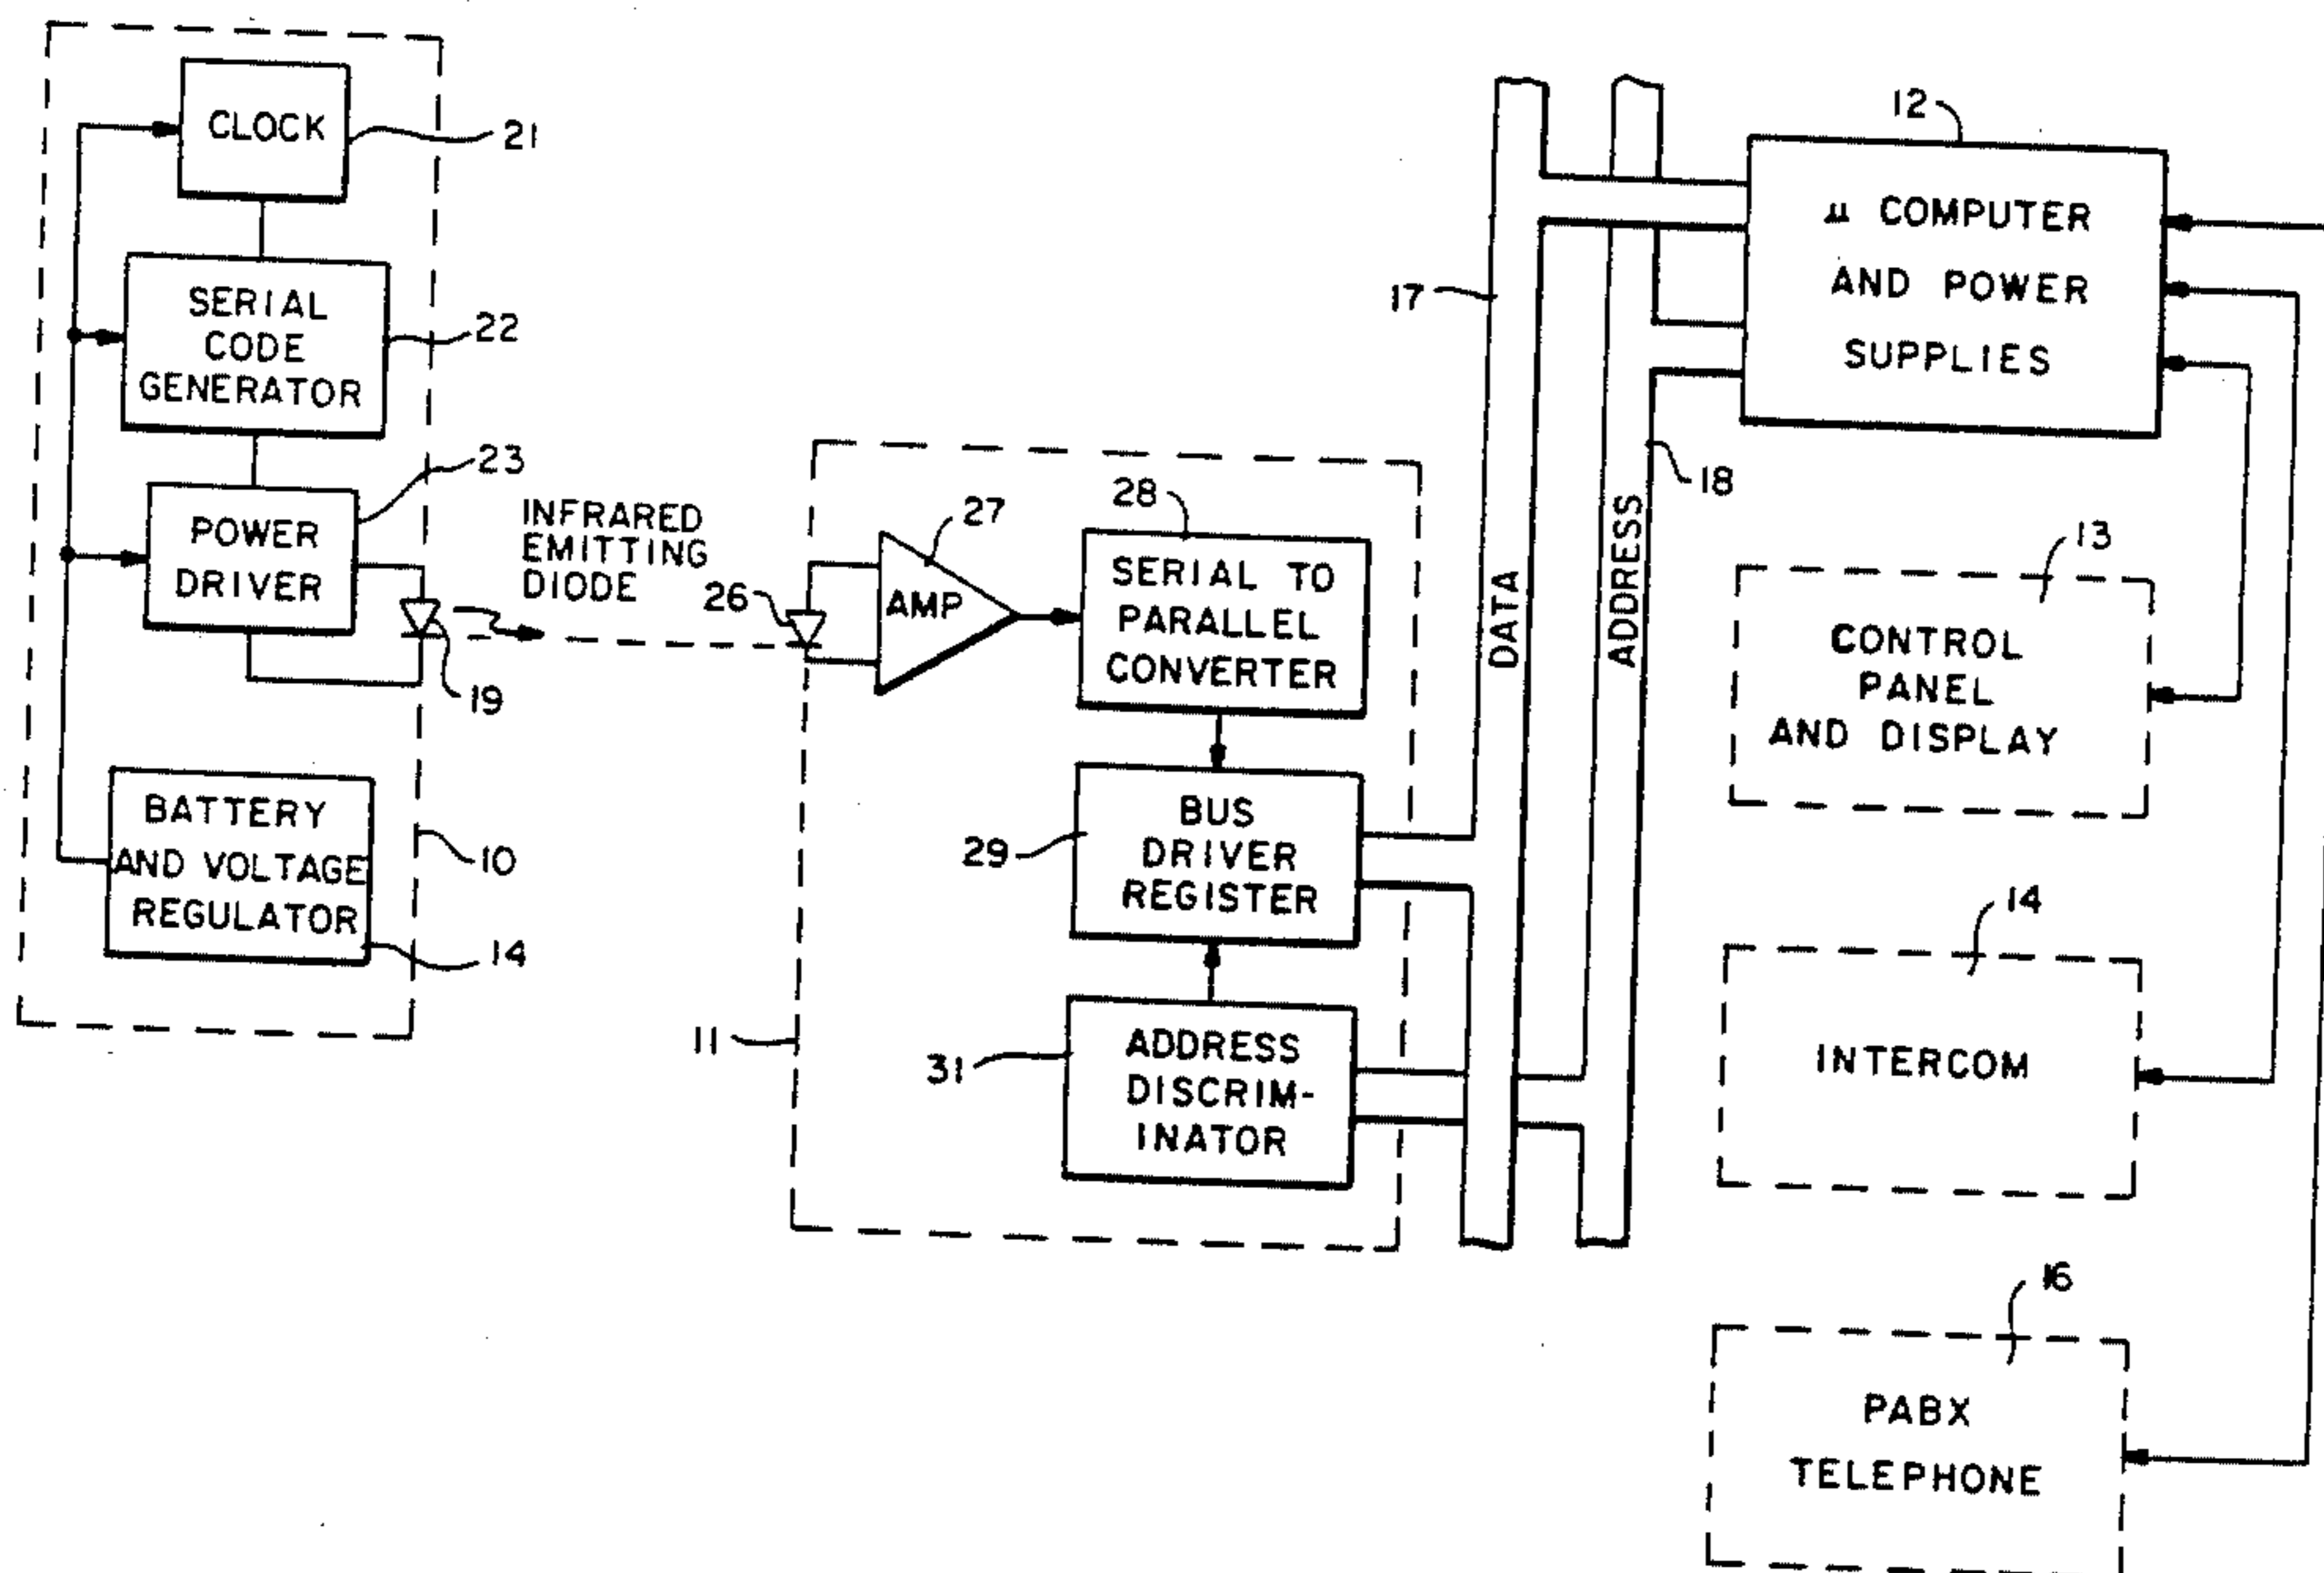 CLOCK
21
SERIAL
CODE
GENERATOR
22
POWER
DRIVER
23
19
BATTERY
AND VOLTAGE
REGULATOR
14
10
INFRARED
EMITTING
DIODE
26
AMP
27
28
SERIAL TO
PARALLEL
CONVERTER
29
BUS
DRIVER
REGISTER
31
ADDRESS
DISCRIM-
INATOR
11
17
DATA
ADDRESS
18
12
µ COMPUTER
AND POWER
SUPPLIES
13
CONTROL
PANEL
AND DISPLAY
14
INTERCOM
16
PABX
TELEPHONE